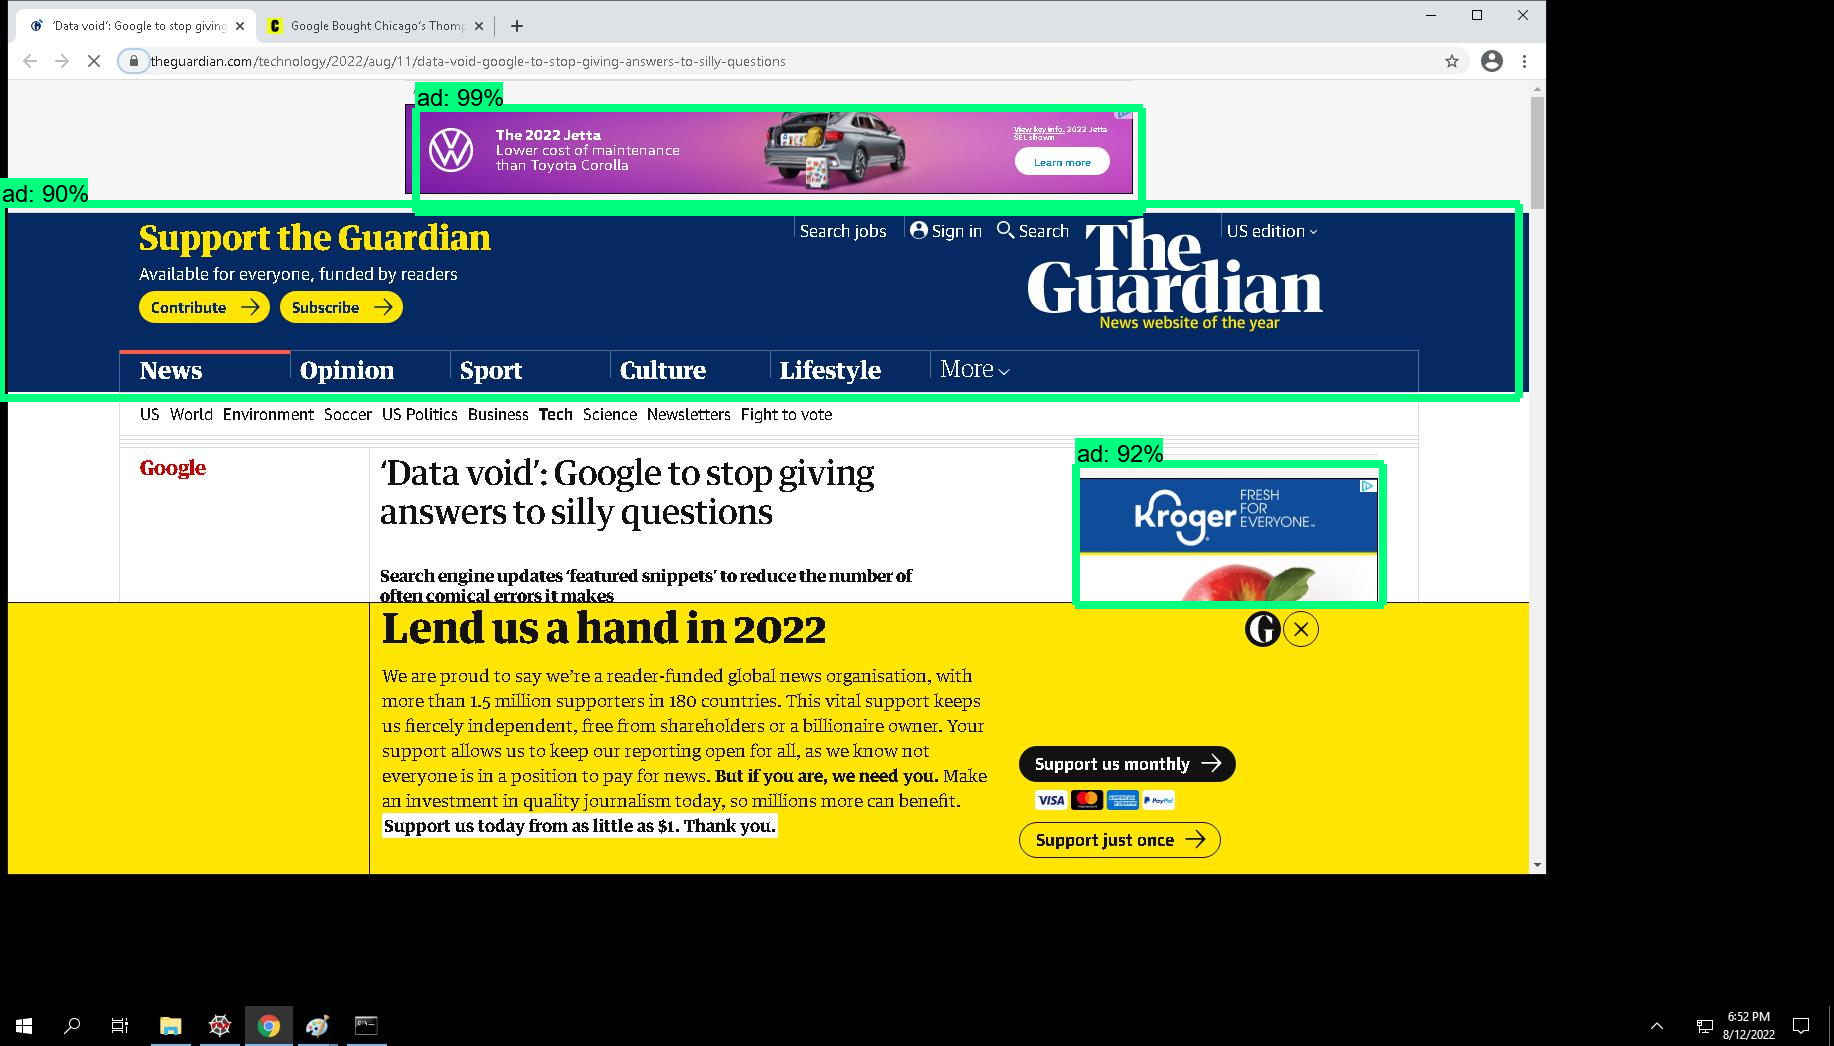 'Data void': Google to stop giving
Google Bought Chicago's Thomp
theguardian.com/technology/2022/aug/11/data-void-google-to-stop-giving-answers-to-silly-questions
ad: 99%
The 2022 Jetta
Lower cost of maintenance
than Toyota Corolla
View key info. 2022 Jetta
SEL shown
Learn more
ad: 90%
Support the Guardian
Available for everyone, funded by readers
Contribute
Subscribe
Search jobs
Sign in
Search
US edition
The
Guardian
News website of the year
News Opinion Sport Culture Lifestyle More
US World Environment Soccer US Politics Business Tech Science Newsletters Fight to vote
Google
'Data void': Google to stop giving
answers to silly questions
Search engine updates 'featured snippets' to reduce the number of
often comical errors it makes
ad: 92%
Kroger
FRESH
FOR
EVERYONE™
Lend us a hand in 2022
We are proud to say we're a reader-funded global news organisation, with
more than 1.5 million supporters in 180 countries. This vital support keeps
us fiercely independent, free from shareholders or a billionaire owner. Your
support allows us to keep our reporting open for all, as we know not
everyone is in a position to pay for news. But if you are, we need you. Make
an investment in quality journalism today, so millions more can benefit.
Support us today from as little as $1. Thank you.
G
Support us monthly
VISA AMERICAN EXPRESS PayPal
Support just once
6:52 PM
8/12/2022